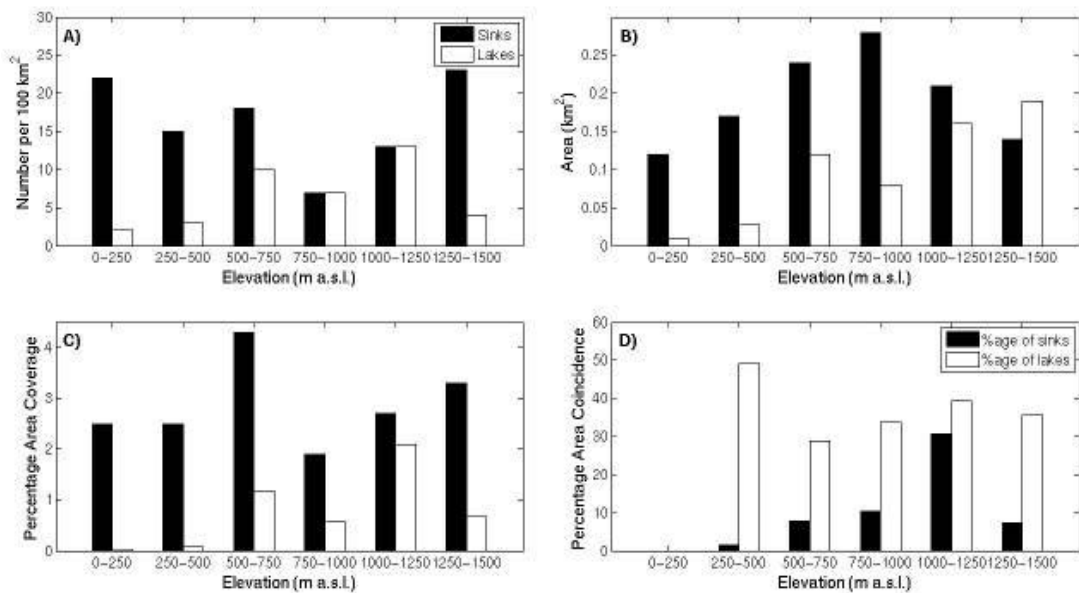 A)
Sinks
Lakes
Number per 100 km²
30
25
20
15
10
5
0
0−250 250−500 500−750 750−1000 1000−1250 1250−1500
Elevation (m a.s.l.)
B)
Area (km²)
0.25
0.2
0.15
0.1
0.05
0
0−250 250−500 500−750 750−1000 1000−1250 1250−1500
Elevation (m a.s.l.)
C)
Percentage Area Coverage
4
3
2
1
0
0−250 250−500 500−750 750−1000 1000−1250 1250−1500
Elevation (m a.s.l.)
D)
%age of sinks
%age of lakes
Percentage Area Coincidence
60
50
40
30
20
10
0
0−250 250−500 500−750 750−1000 1000−1250 1250−1500
Elevation (m a.s.l.)